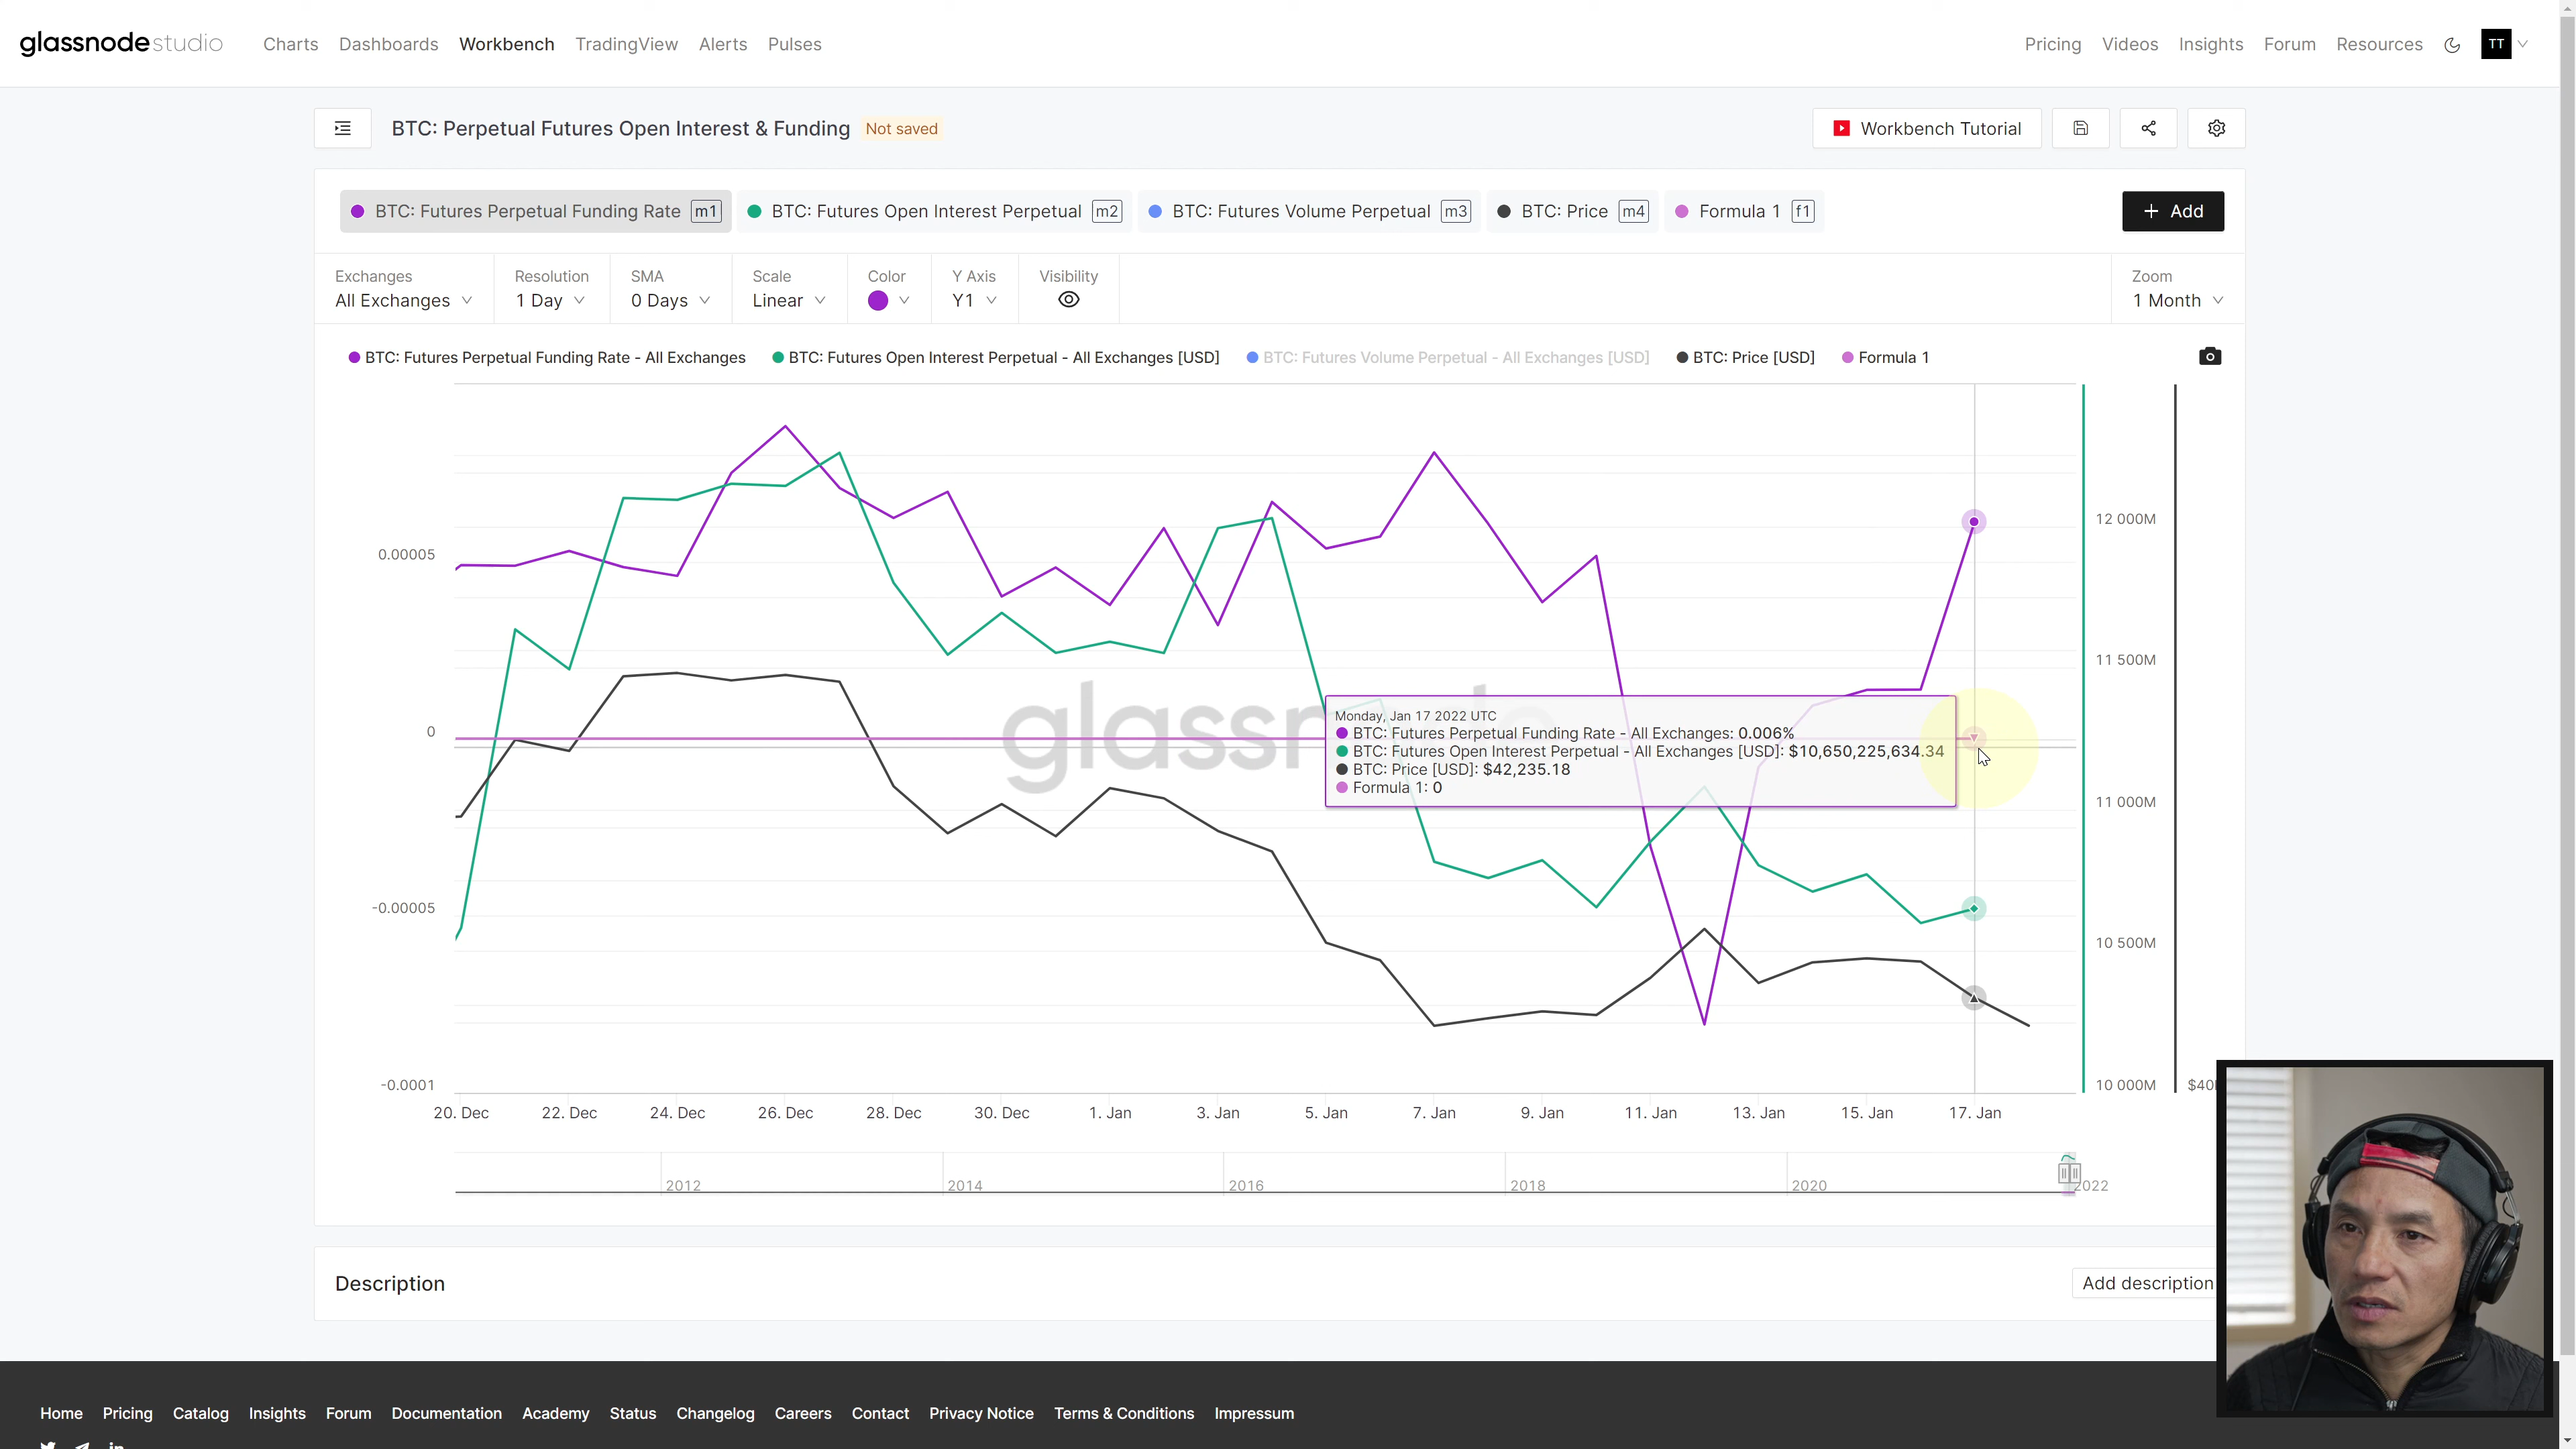 glassnodestudio Charts Dashboards Workbench TradingView Alerts Pulses Pricing Videos Insights Forum Resources TT
BTC: Perpetual Futures Open Interest & Funding Not saved Workbench Tutorial
BTC: Futures Perpetual Funding Rate m1 BTC: Futures Open Interest Perpetual m2 BTC: Futures Volume Perpetual m3 BTC: Price m4 Formula 1 f1 + Add
Exchanges Resolution SMA Scale Color Y Axis Visibility Zoom
All Exchanges 1 Day 0 Days Linear Y1 1 Month
BTC: Futures Perpetual Funding Rate - All Exchanges BTC: Futures Open Interest Perpetual - All Exchanges [USD] BTC: Futures Volume Perpetual - All Exchanges [USD] BTC: Price [USD] Formula 1
12 000M
0.00005
11 500M
glassn
Monday, Jan 17 2022 UTC
0
BTC: Futures Perpetual Funding Rate - All Exchanges: 0.006%
BTC: Futures Open Interest Perpetual - All Exchanges [USD]: $10,650,225,634.34
BTC: Price [USD]: $42,235.18
Formula 1: 0
11 000M
-0.00005
10 500M
-0.0001 10 000M $40
20. Dec 22. Dec 24. Dec 26. Dec 28. Dec 30. Dec 1. Jan 3. Jan 5. Jan 7. Jan 9. Jan 11. Jan 13. Jan 15. Jan 17. Jan
2012 2014 2016 2018 2020 2022
Description Add description
Home Pricing Catalog Insights Forum Documentation Academy Status Changelog Careers Contact Privacy Notice Terms & Conditions Impressum